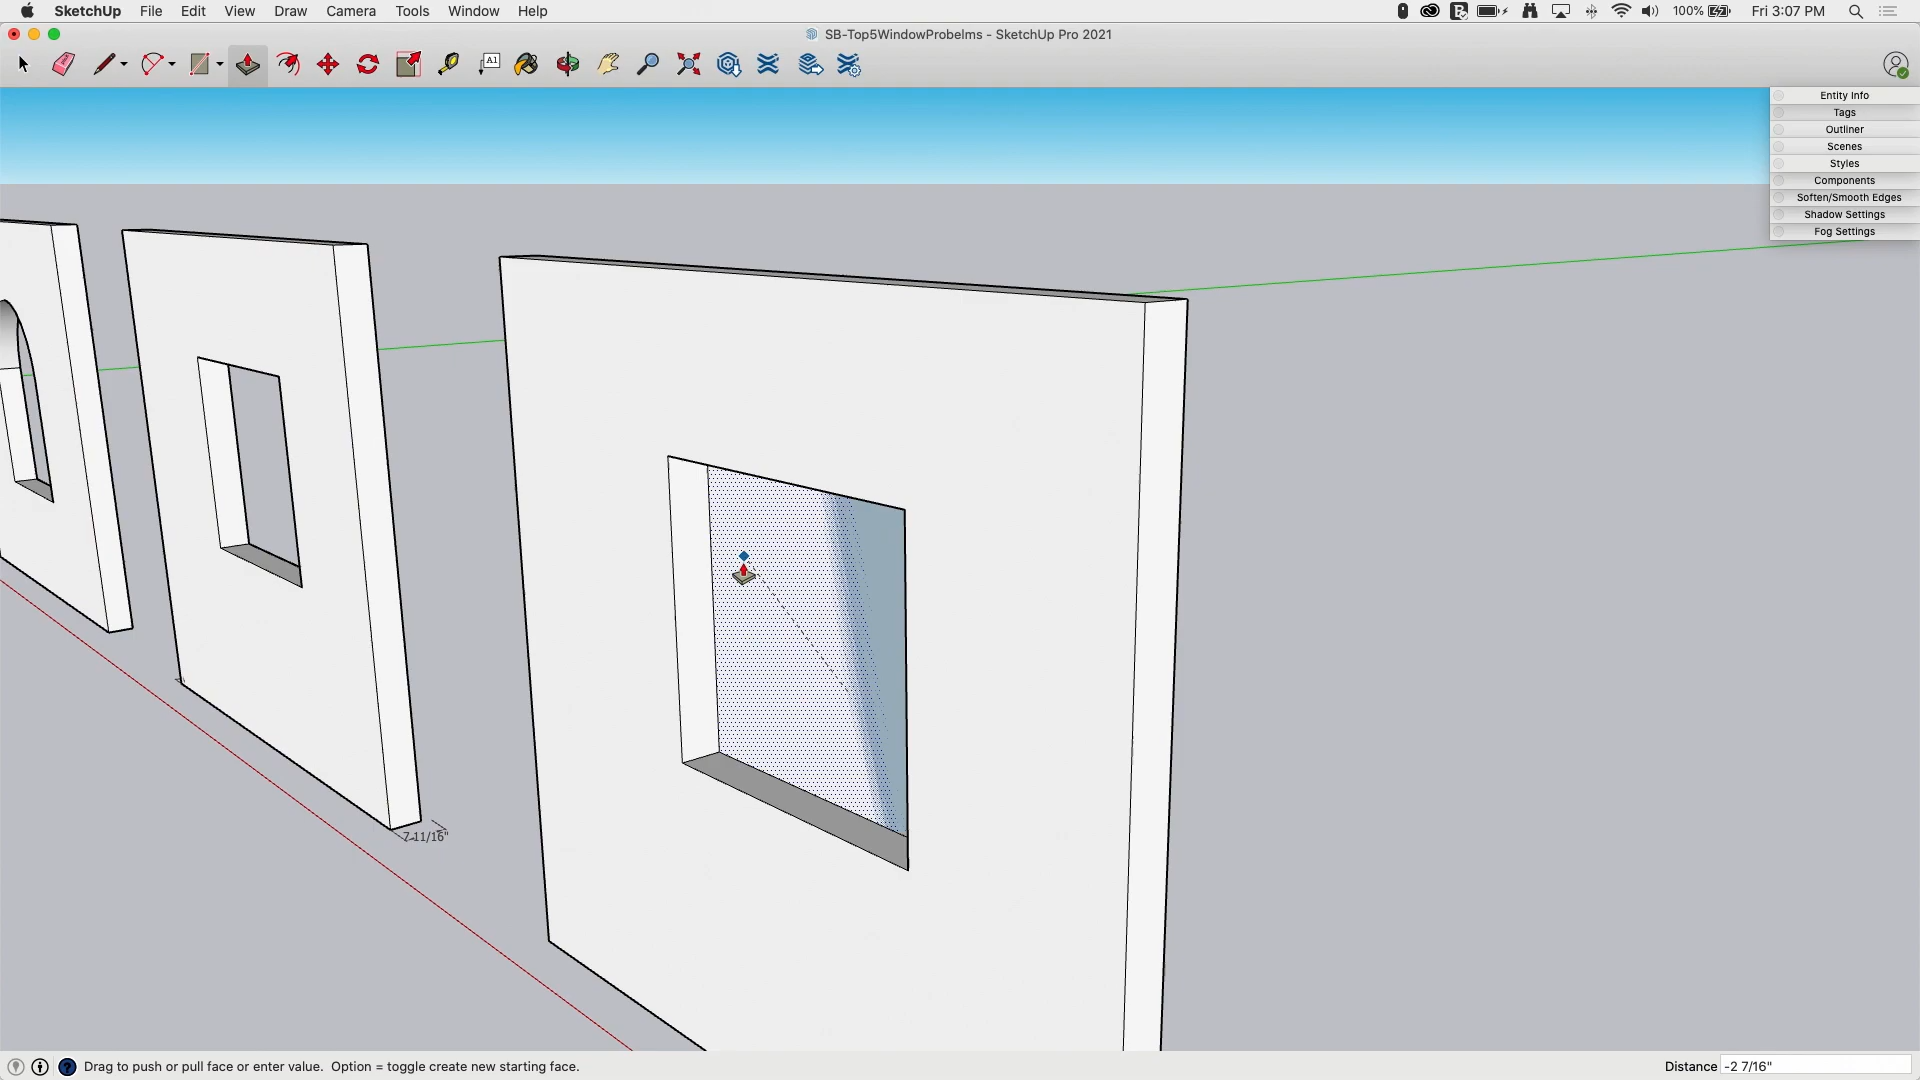 SketchUp File Edit View Draw Camera Tools Window Help
100% Fri 3:07 PM
SB-Top5WindowProbelms - SketchUp Pro 2021
A1
Entity Info
Tags
Outliner
Scenes
Styles
Components
Soften/Smooth Edges
Shadow Settings
Fog Settings
7 11/16"
Drag to push or pull face or enter value. Option = toggle create new starting face.
Distance -2 7/16"